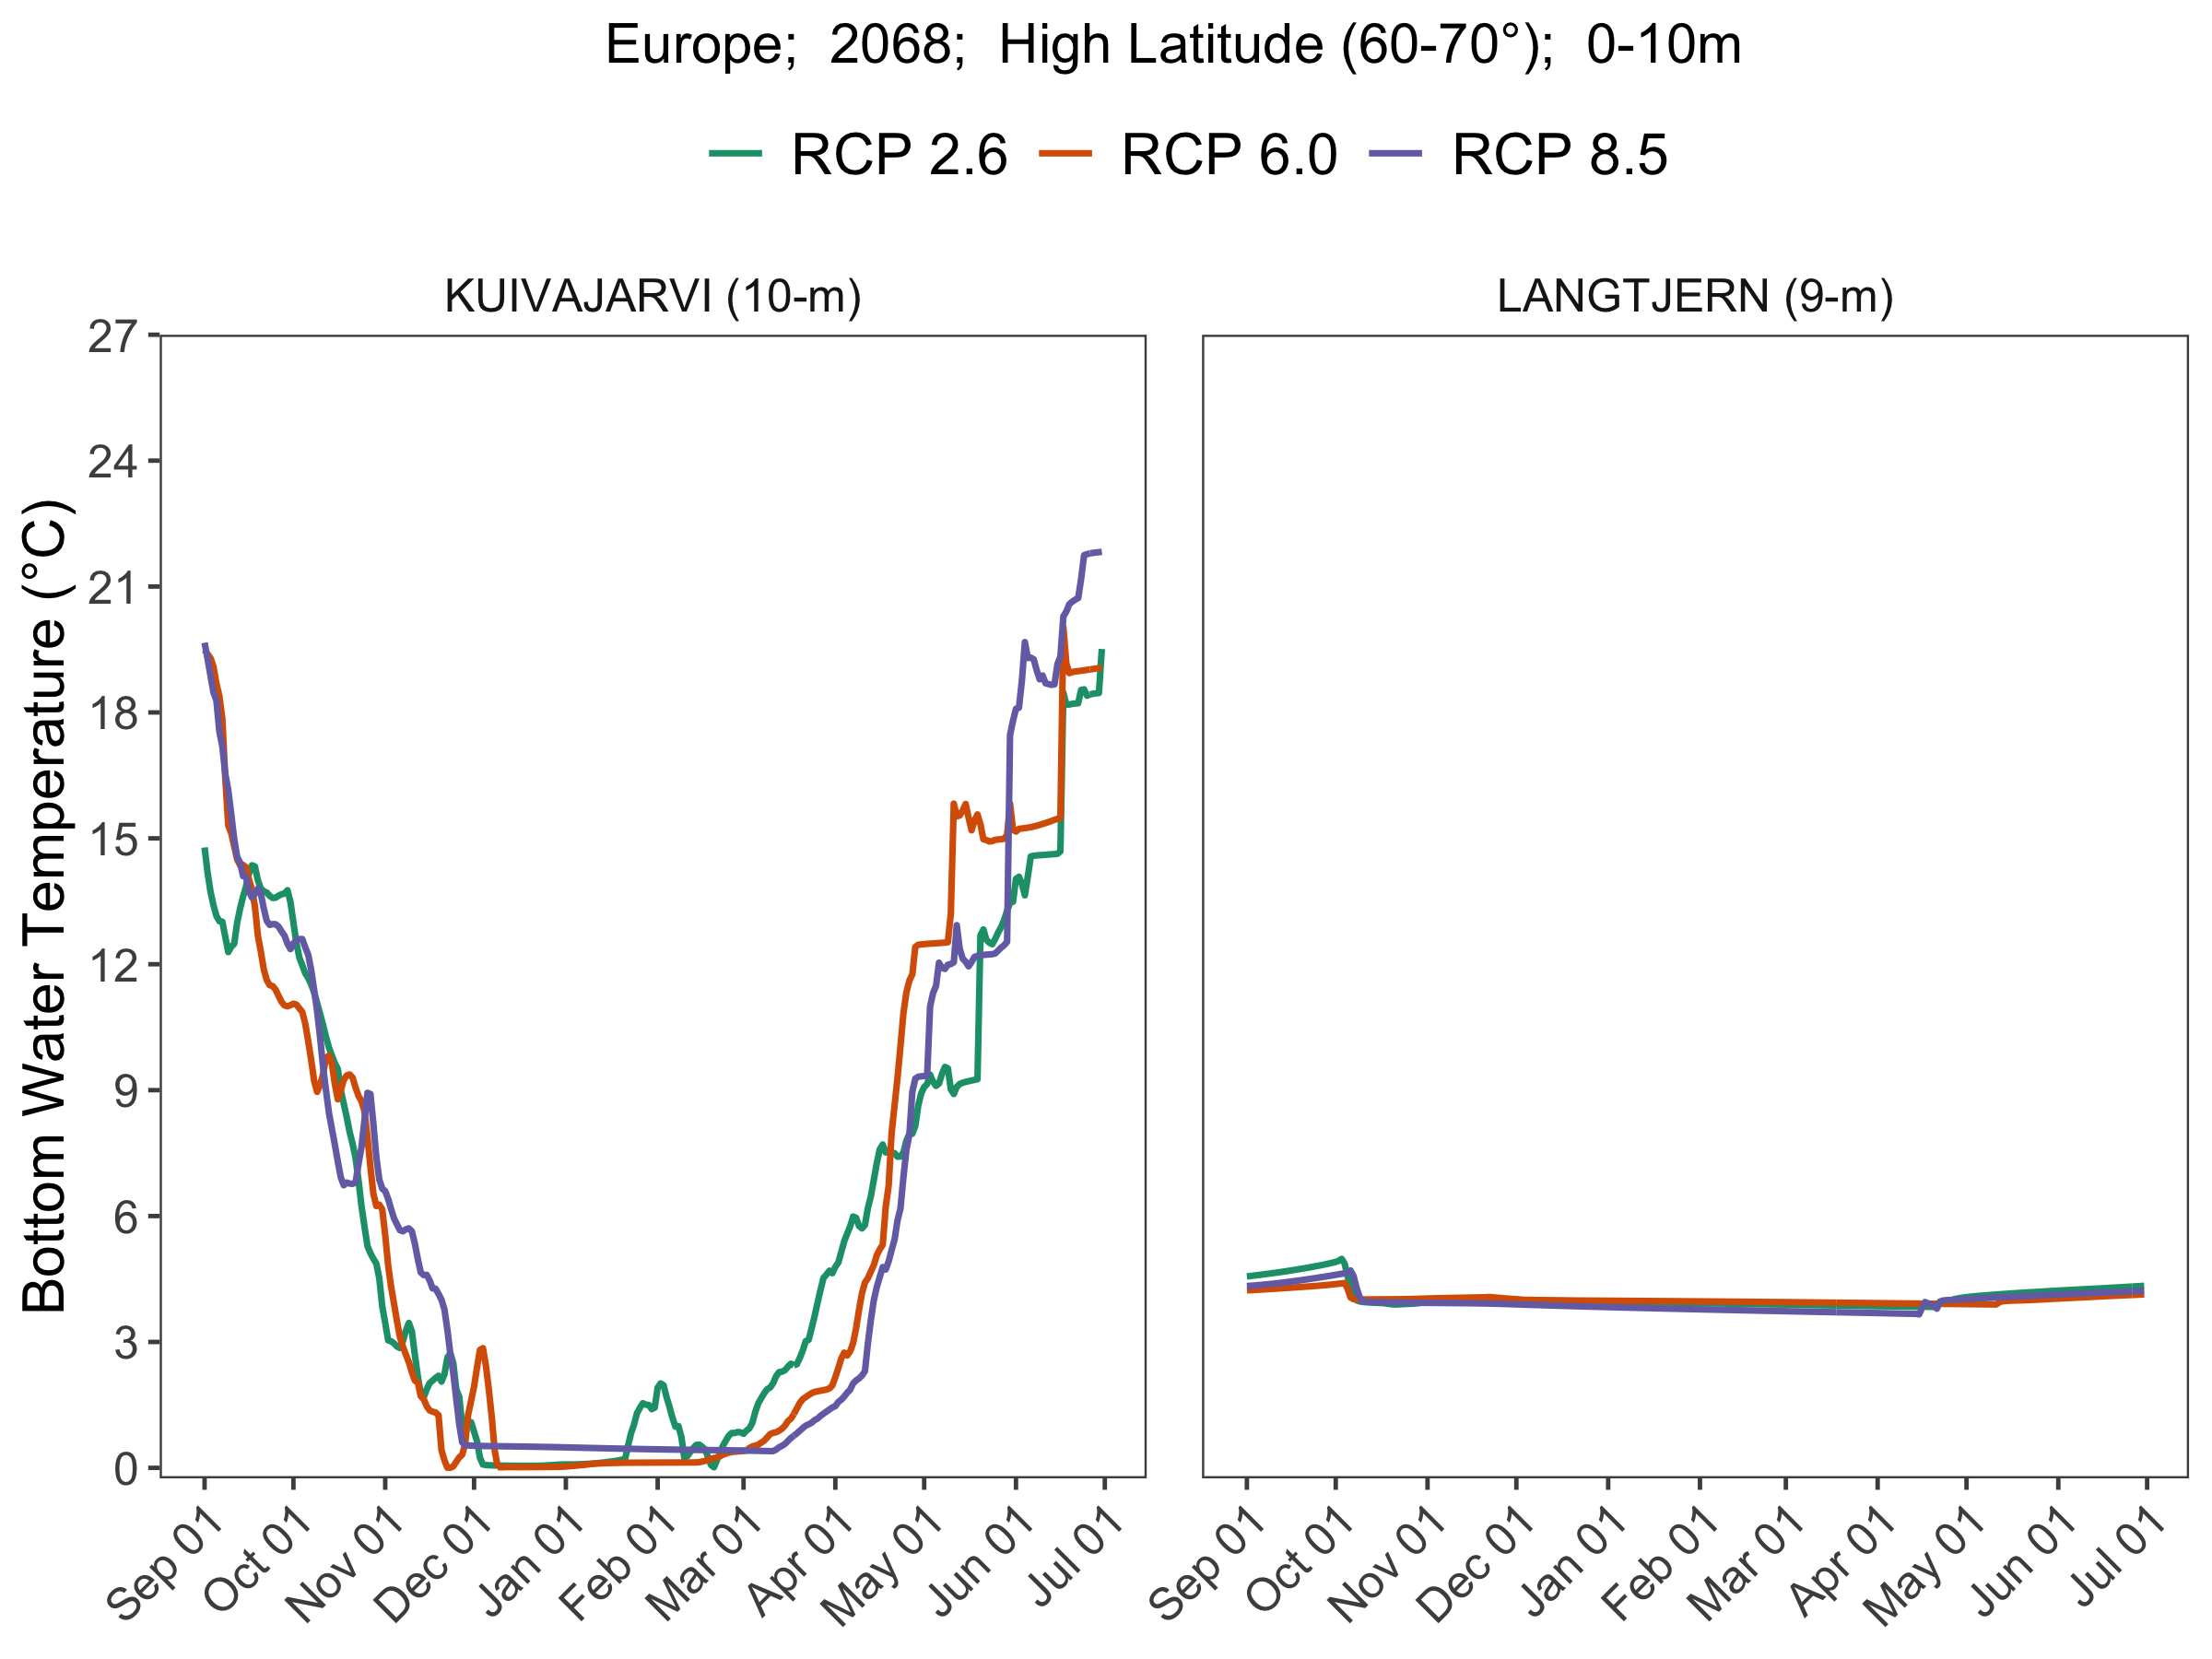 Europe;  2068;  High Latitude (60-70°);  0-10m
RCP 2.6 RCP 6.0 RCP 8.5
KUIVAJARVI (10-m)
LANGTJERN (9-m)
Bottom Water Temperature (°C)
27
24
21
18
15
12
9
6
3
0
Sep 01 Oct 01 Nov 01 Dec 01 Jan 01 Feb 01 Mar 01 Apr 01 May 01 Jun 01 Jul 01
Sep 01 Oct 01 Nov 01 Dec 01 Jan 01 Feb 01 Mar 01 Apr 01 May 01 Jun 01 Jul 01